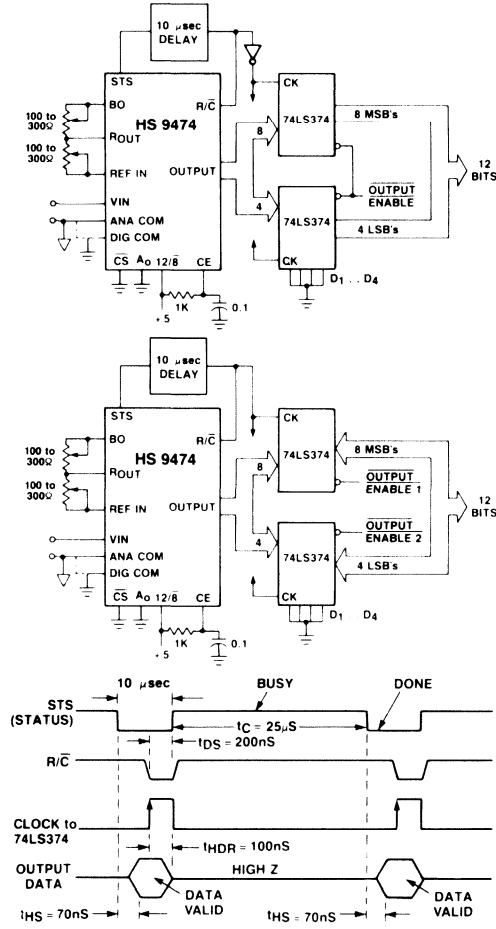 10 μsec
DELAY
STS
BO
R/C̅
CK
100 to
300Ω
HS 9474
74LS374
8 MSB's
ROUT
8
100 to
300Ω
REF IN
OUTPUT
12
BITS
OUTPUT
ENABLE
VIN
4
74LS374
ANA COM
4 LSB's
DIG COM
CK
C̅S̅ A₀ 12/8̅ CE
D₁ . . D₄
1K
0.1
+5
10 μsec
DELAY
STS
BO
R/C̅
CK
100 to
300Ω
HS 9474
74LS374
8 MSB's
ROUT
8
100 to
300Ω
OUTPUT
ENABLE 1
REF IN
OUTPUT
12
BITS
OUTPUT
ENABLE 2
VIN
4
74LS374
ANA COM
4 LSB's
DIG COM
CK
C̅S̅ A₀ 12/8̅ CE
D₁ D₄
1K
0.1
+5
10 μsec
BUSY
DONE
STS
(STATUS)
tC = 25μS
tDS = 200nS
R/C̅
CLOCK to
74LS374
tHDR = 100nS
OUTPUT
DATA
HIGH Z
DATA
VALID
DATA
VALID
tHS = 70nS
tHS = 70nS